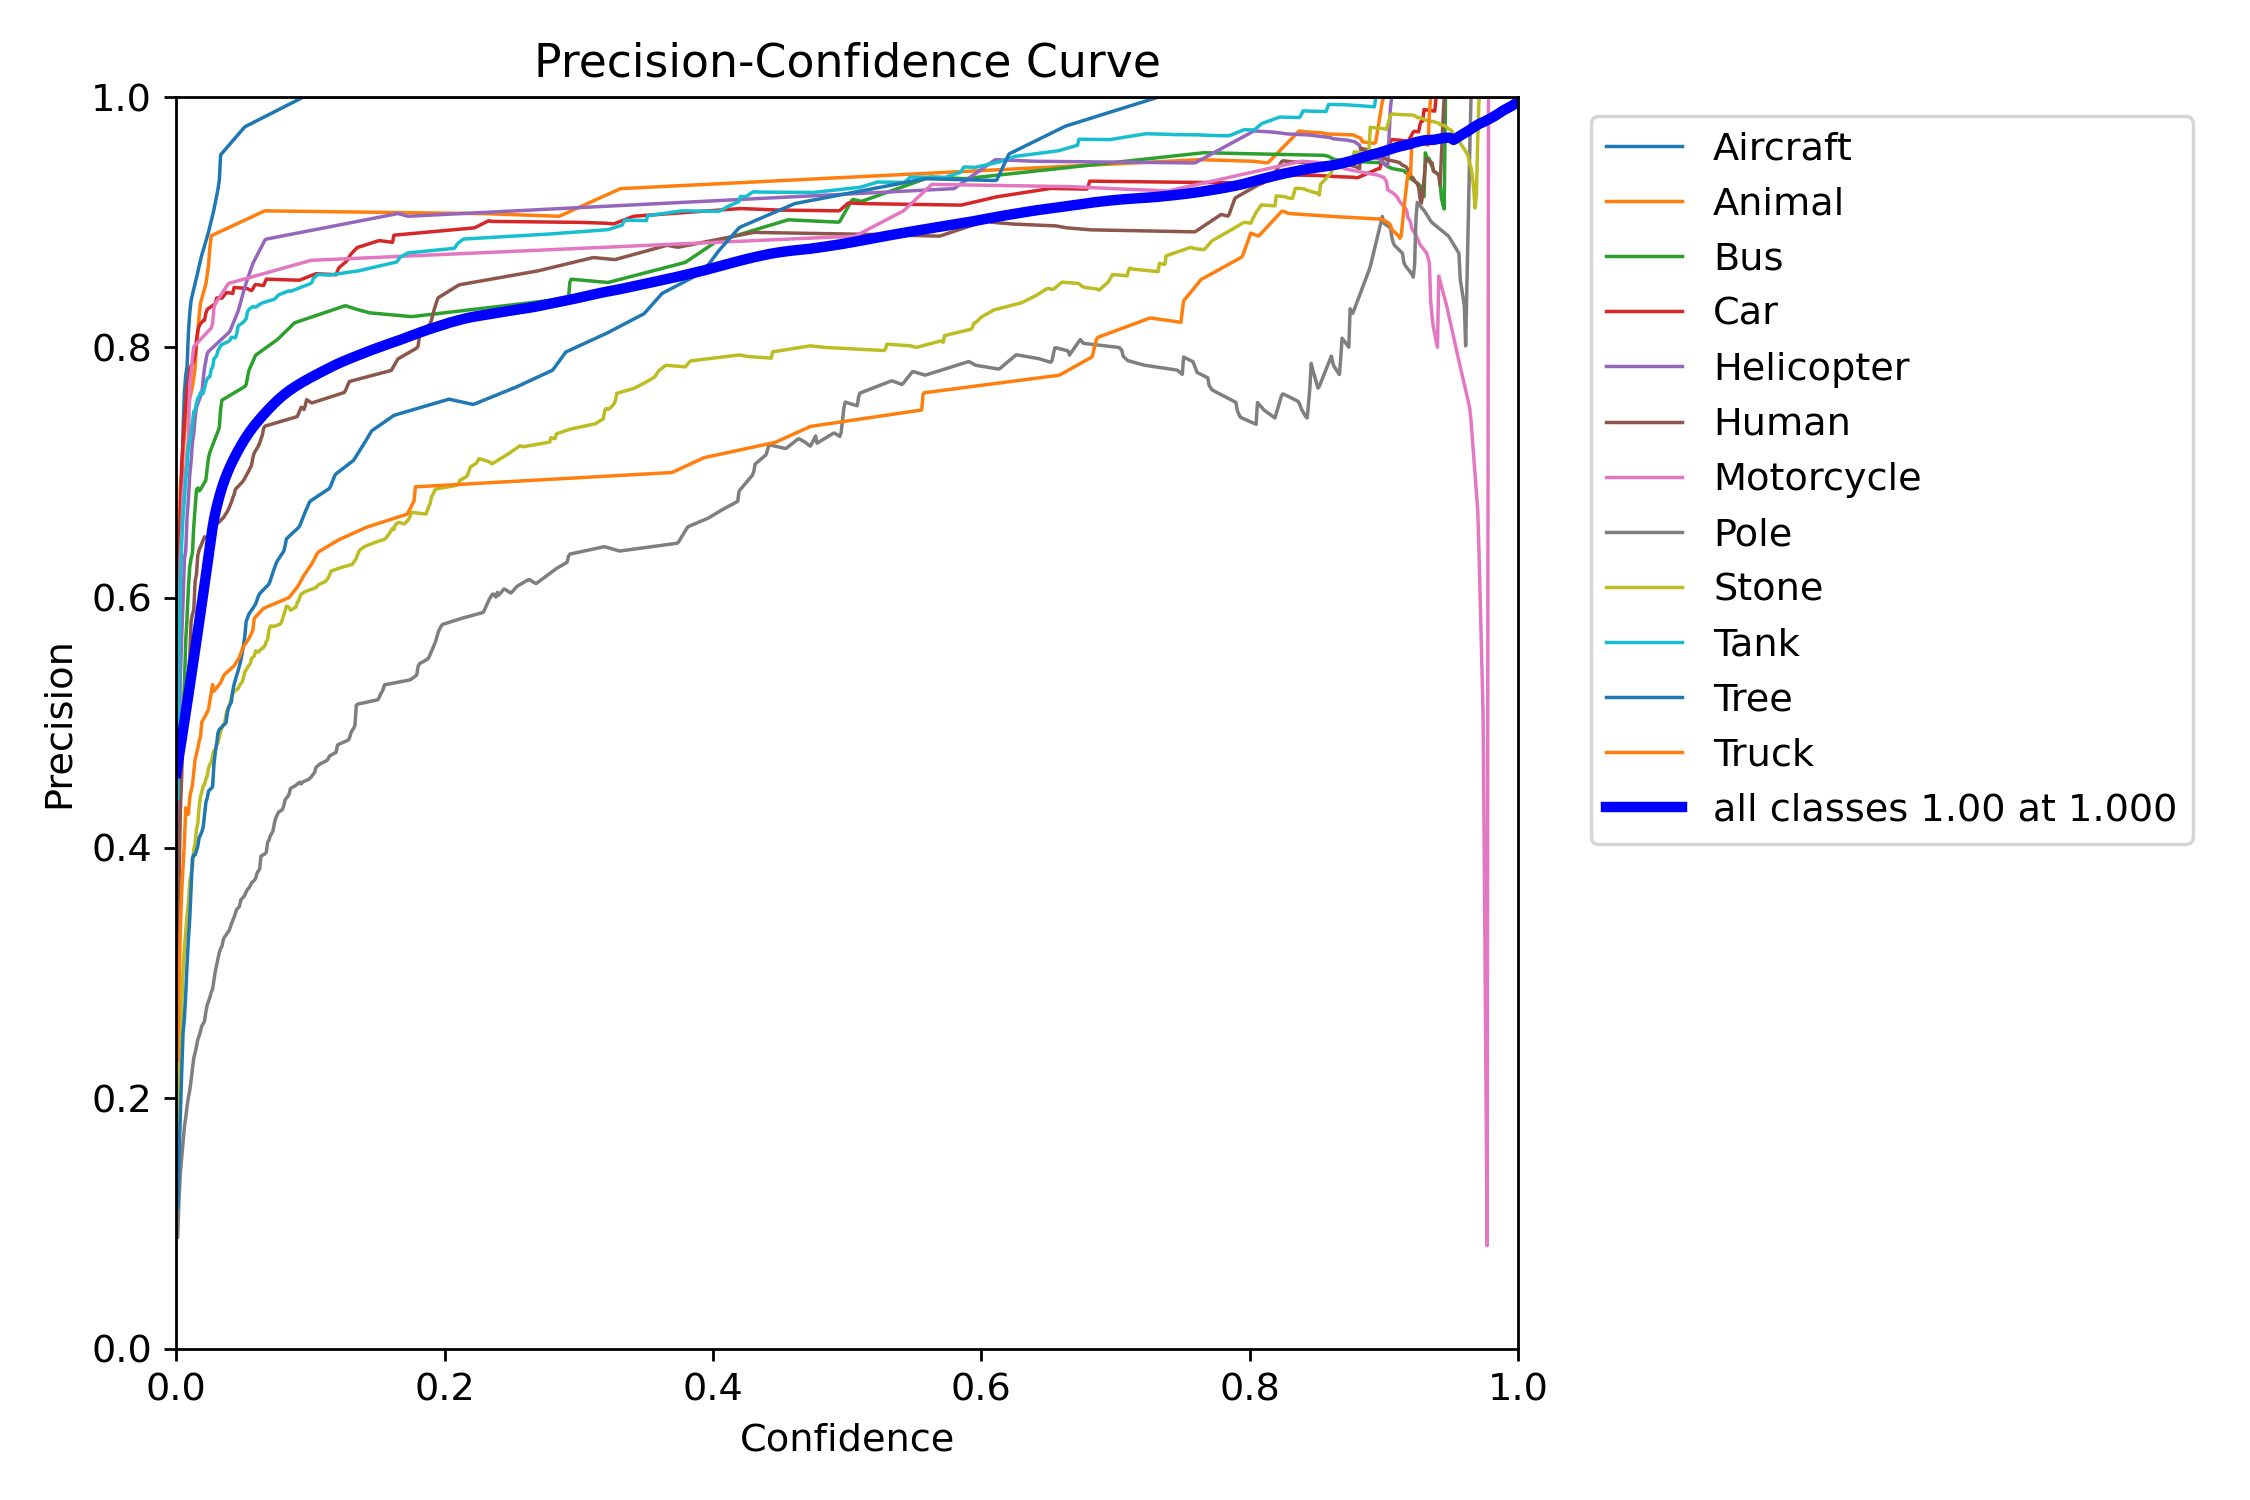 Precision-Confidence Curve
1.0
0.8
0.6
0.4
0.2
0.0
Precision
0.0 0.2 0.4 0.6 0.8 1.0
Confidence
Aircraft
Animal
Bus
Car
Helicopter
Human
Motorcycle
Pole
Stone
Tank
Tree
Truck
all classes 1.00 at 1.000